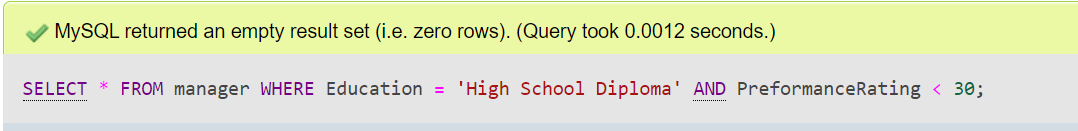 MySQL returned an empty result set (i.e. zero rows). (Query took 0.0012 seconds.)
SELECT * FROM manager WHERE Education = 'High School Diploma' AND PreformanceRating < 30;